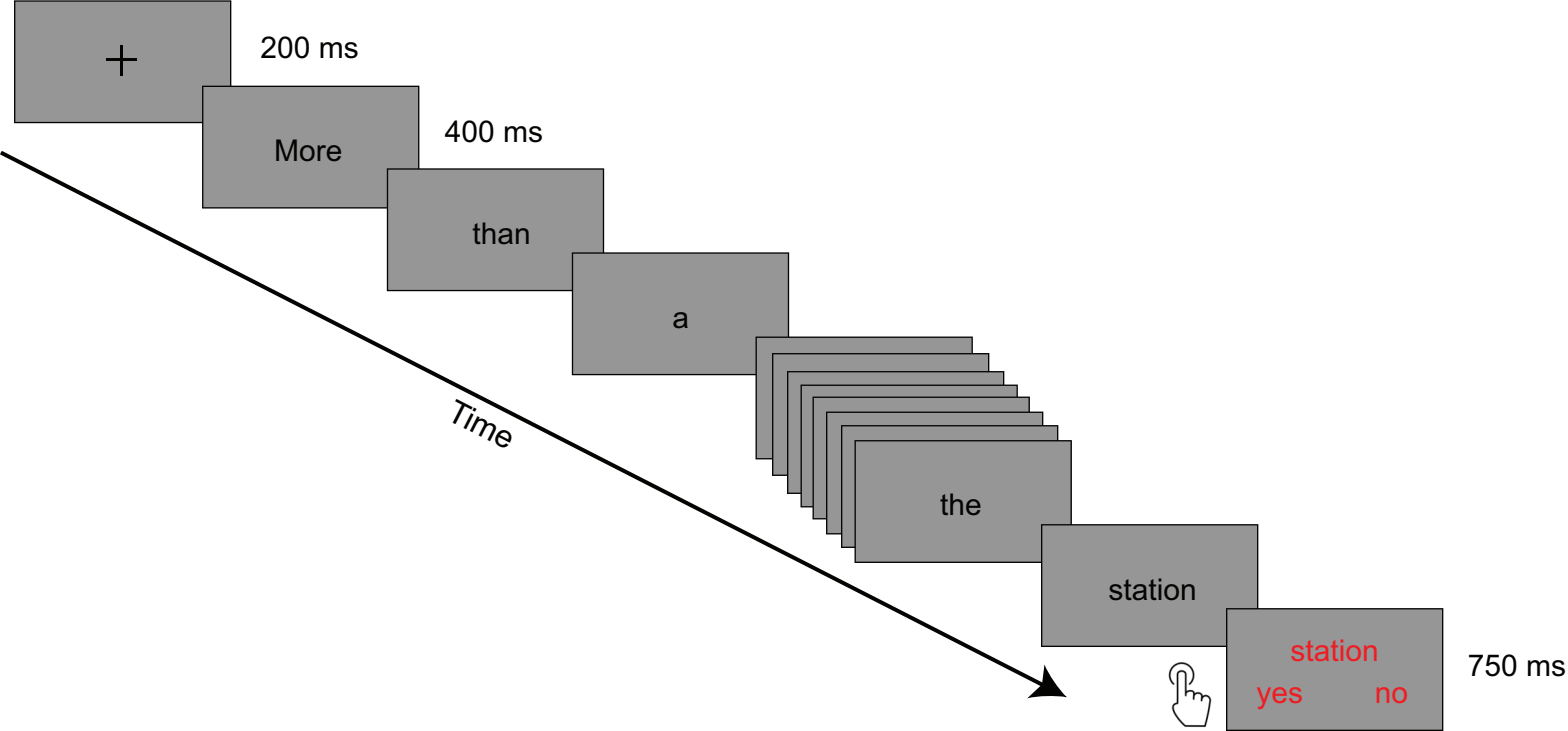 200 ms
More
400 ms
than
a
Time
the
station
station
yes no
750 ms